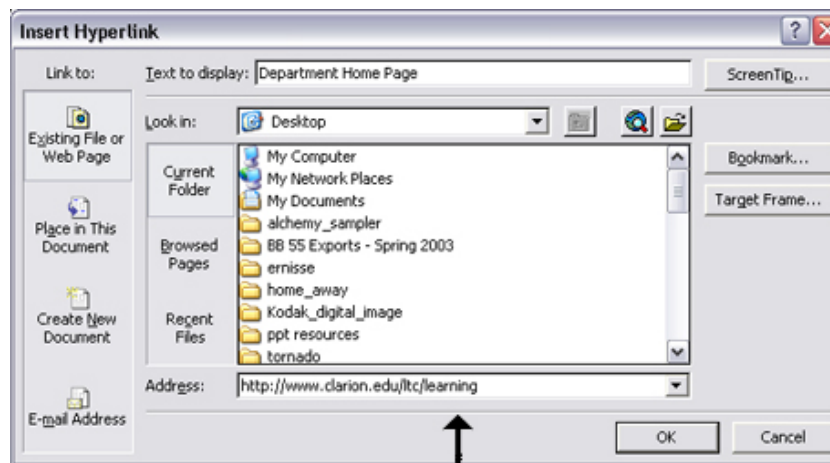 Insert Hyperlink
Link to:
Text to display: Department Home Page
ScreenTip...
Existing File or
Web Page
Look in: Desktop
Current
Folder
My Computer
My Network Places
My Documents
alchemy_sampler
BB 55 Exports - Spring 2003
ernisse
home_away
Kodak_digital_image
ppt resources
tornado
Bookmark...
Target Frame...
Place in This
Document
Browsed
Pages
Create New
Document
Recent
Files
Address: http://www.clarion.edu/ltc/learning
E-mail Address
OK
Cancel